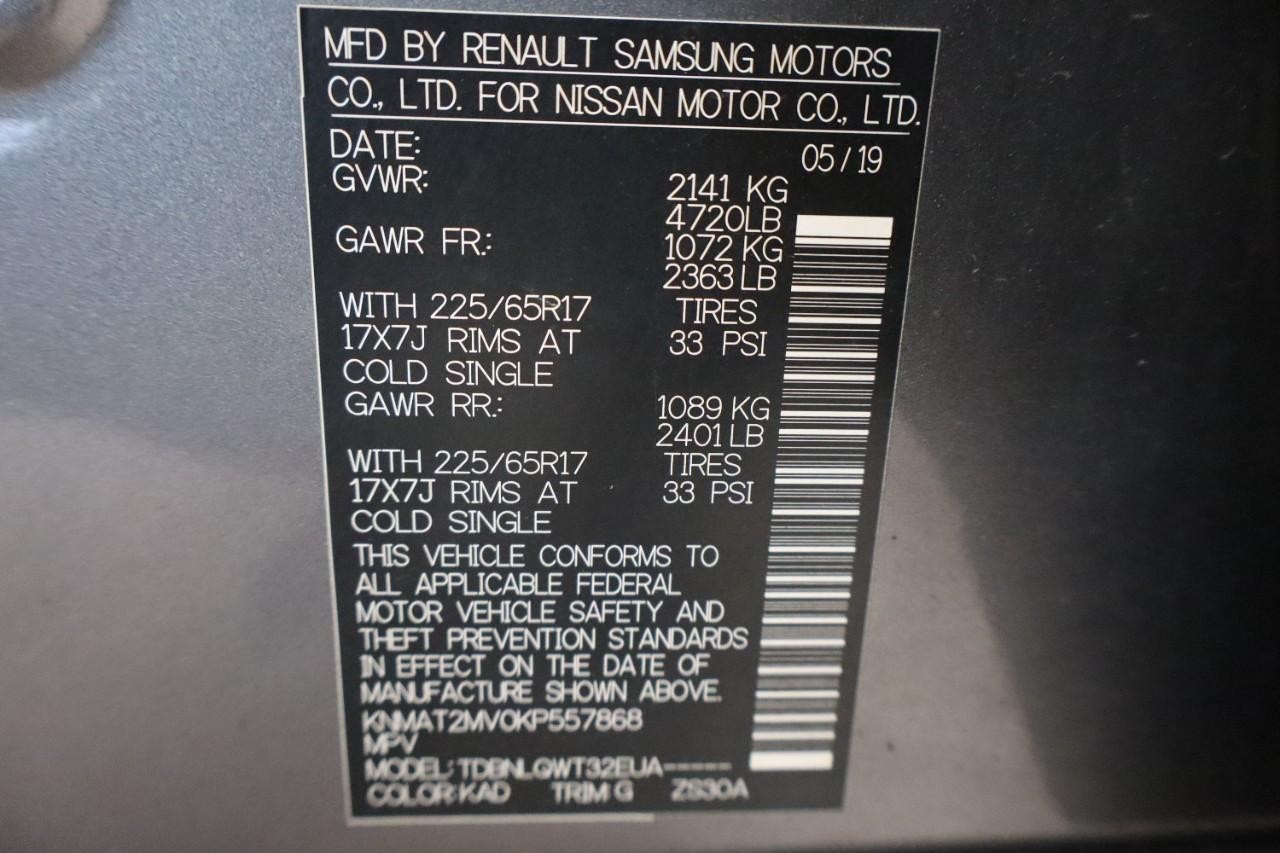 MFD BY RENAULT SAMSUNG MOTORS
CO., LTD. FOR NISSAN MOTOR CO., LTD.
DATE: 05/19
GVWR: 2141 KG
4720LB
GAWR FR.: 1072 KG
2363 LB
WITH 225/65R17 TIRES
17X7J RIMS AT 33 PSI
COLD SINGLE
GAWR RR.: 1089 KG
2401 LB
WITH 225/65R17 TIRES
17X7J RIMS AT 33 PSI
COLD SINGLE
THIS VEHICLE CONFORMS TO
ALL APPLICABLE FEDERAL
MOTOR VEHICLE SAFETY AND
THEFT PREVENTION STANDARDS
IN EFFECT ON THE DATE OF
MANUFACTURE SHOWN ABOVE.
KNMAT2MV0KP557868
MPV
MODEL: TDBNLQWT32EUA-----
COLOR:KAD TRIM G ZS30A